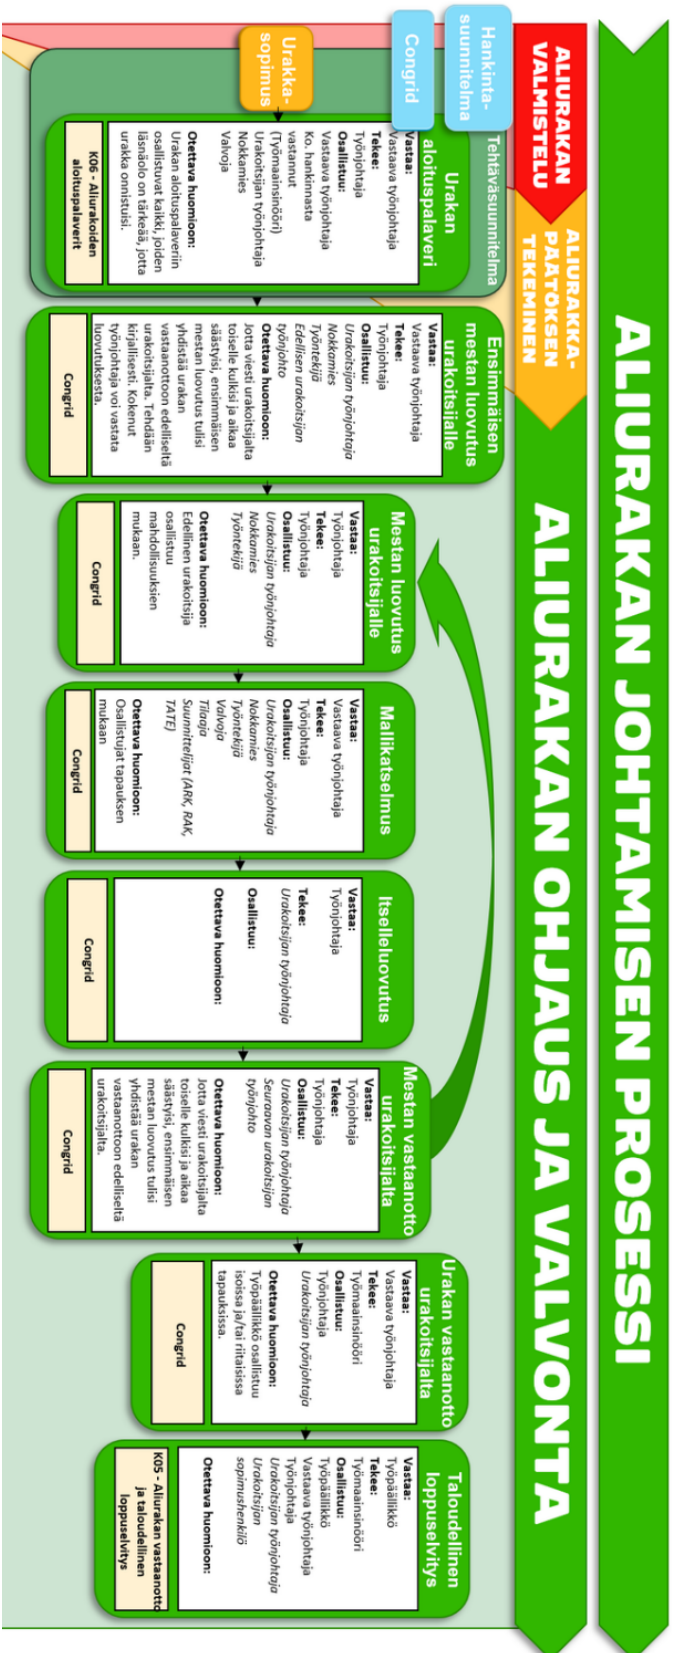 ALIURAKAN JOHTAMISEN PROSESSI
ALIURAKAN
VALMISTELU
ALIURAKKA-
PÄÄTÖKSEN
TEKEMINEN
ALIURAKAN OHJAUS JA VALVONTA
Hankinta-
suunnitelma
Congrid
Urakka-
sopimus
Tehtäväsuunnitelma
Urakan
aloituspalaveri
Vastaa:
Vastaava työnjohtaja
Tekee:
Työnjohtaja
Osallistuu:
Vastaava työnjohtaja
Ko. hankinnasta
vastannut
(Työmaainsinööri)
Urakoitsijan työnjohtaja
Nokkamies
Valvoja
Otettava huomioon:
Urakan aloituspalaveriin
osallistuvat kaikki, joiden
läsnäolo on tärkeää, jotta
urakka onnistuisi.
K06 - Aliurakoiden
aloituspalaverit
Ensimmäisen
mestan luovutus
urakoitsijalle
Vastaa:
Vastaava työnjohtaja
Tekee:
Työnjohtaja
Osallistuu:
Urakoitsijan työnjohtaja
Nokkamies
Työntekijä
Edellisen urakoitsijan
työnjohto
Otettava huomioon:
Jotta viesti urakoitsijalta
toiselle kulkisi ja aikaa
säästyisi, ensimmäisen
mestan luovutus tulisi
yhdistää urakan
vastaanottoon edelliseltä
urakoitsijalta. Tehdään
kirjallisesti. Kokenut
työnjohtaja voi vastata
luovutuksesta.
Congrid
Mestan luovutus
urakoitsijalle
Vastaa:
Työnjohtaja
Tekee:
Työnjohtaja
Osallistuu:
Urakoitsijan työnjohtaja
Nokkamies
Työntekijä
Otettava huomioon:
Edellinen urakoitsija
osallistuu
mahdollisuuksien
mukaan.
Congrid
Mallikatselmus
Vastaa:
Vastaava työnjohtaja
Tekee:
Työnjohtaja
Osallistuu:
Urakoitsijan työnjohtaja
Nokkamies
Työntekijä
Valvoja
Tilaaja
Suunnittelijat (ARK, RAK,
TATE)
Otettava huomioon:
Osallistujat tapauksen
mukaan
Congrid
Itselleluovutus
Vastaa:
Työnjohtaja
Tekee:
Urakoitsijan työnjohtaja
Osallistuu:
Otettava huomioon:
Congrid
Mestan vastaanotto
urakoitsijalta
Vastaa:
Työnjohtaja
Tekee:
Työnjohtaja
Osallistuu:
Urakoitsijan työnjohtaja
Seuraavan urakoitsijan
työnjohto
Otettava huomioon:
Jotta viesti urakoitsijalta
toiselle kulkisi ja aikaa
säästyisi, ensimmäisen
mestan luovutus tulisi
yhdistää urakan
vastaanottoon edelliseltä
urakoitsijalta.
Congrid
Urakan vastaanotto
urakoitsijalta
Vastaa:
Vastaava työnjohtaja
Tekee:
Työmaainsinööri
Osallistuu:
Työnjohtaja
Urakoitsijan työnjohtaja
Otettava huomioon:
Työpäällikkö osallistuu
isoissa ja/tai riitaisissa
tapauksissa.
Congrid
Taloudellinen
loppuselvitys
Vastaa:
Työpäällikkö
Tekee:
Työmaainsinööri
Osallistuu:
Työpäällikkö
Vastaava työnjohtaja
Työnjohtaja
Urakoitsijan työnjohtaja
Urakoitsijan
sopimushenkilö
Otettava huomioon:
K05 - Aliurakan vastaanotto
ja taloudellinen
loppuselvitys